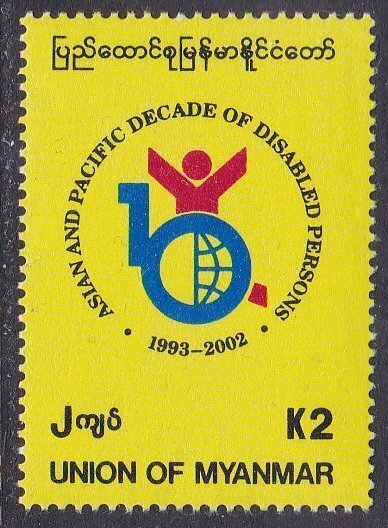 ပြည်ထောင်စုမြန်မာနိုင်ငံတော်
ASIAN AND PACIFIC DECADE OF DISABLED PERSONS
• 1993-2002 •
၂ကျပ် K2
UNION OF MYANMAR